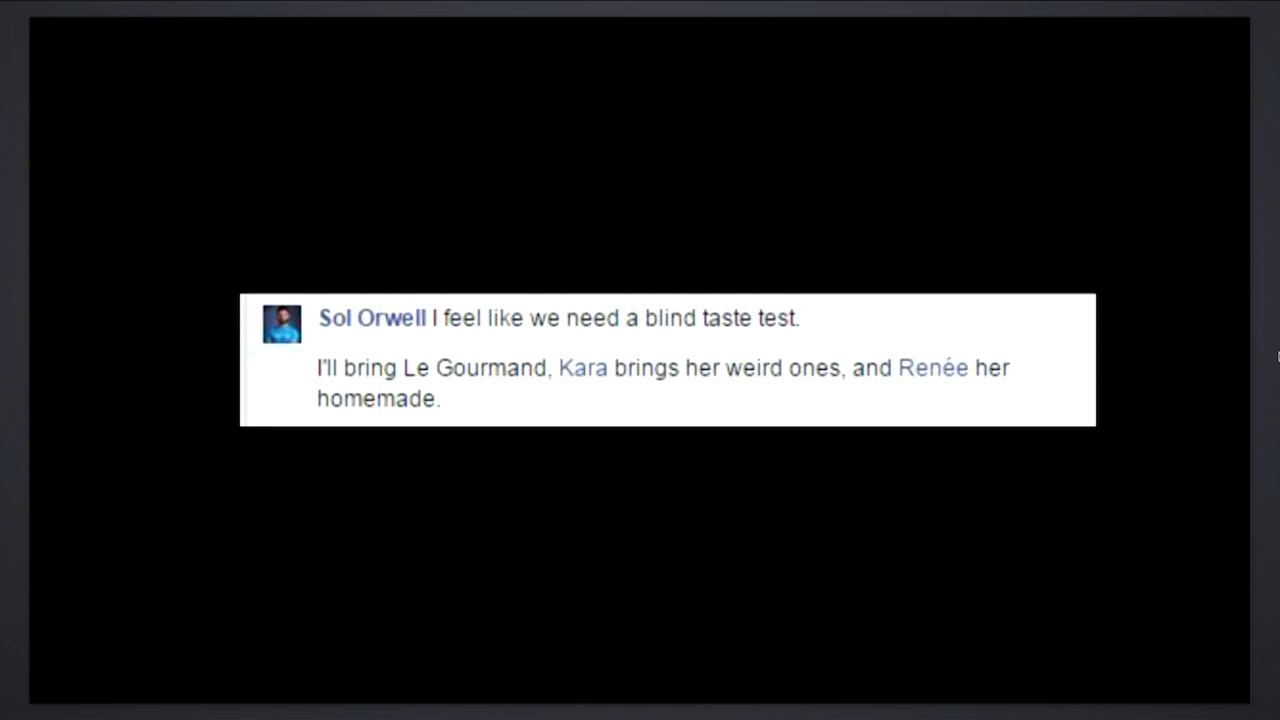 Sol Orwell I feel like we need a blind taste test.
I'll bring Le Gourmand, Kara brings her weird ones, and Renée her
homemade.